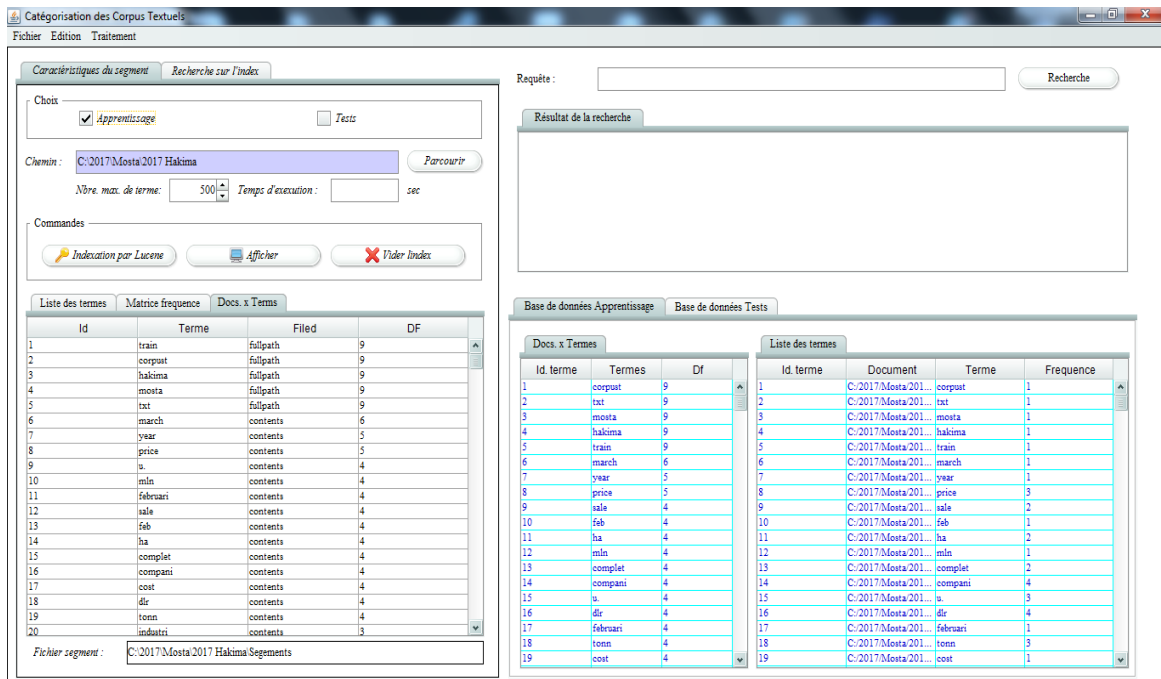 Catégorisation des Corpus Textuels
Fichier Edition Traitement
Caractéristiques du segment Recherche sur l'index
Choix
Apprentissage Tests
Chemin : C:\2017\Mosta\2017 Hakima Parcourir
Nbre. max. de terme: 500 Temps d'exexution : sec
Commandes
Indexation par Lucene Afficher Vider lindex
Liste des termes Matrice frequence Docs. x Terms
Id Terme Filed DF
1 train fullpath 9
2 corpust fullpath 9
3 hakima fullpath 9
4 mosta fullpath 9
5 txt fullpath 9
6 march contents 6
7 year contents 5
8 price contents 5
9 u. contents 4
10 mln contents 4
11 februari contents 4
12 sale contents 4
13 feb contents 4
14 ha contents 4
15 complet contents 4
16 compani contents 4
17 cost contents 4
18 dlr contents 4
19 tonn contents 4
20 industri contents 3
Fichier segment : C:\2017\Mosta\2017 Hakima\Segements
Requête : Recherche
Résultat de la recherche
Base de données Apprentissage Base de données Tests
Docs. x Termes
Id. terme Termes Df
1 corpust 9
2 txt 9
3 mosta 9
4 hakima 9
5 train 9
6 march 6
7 year 5
8 price 5
9 sale 4
10 feb 4
11 ha 4
12 mln 4
13 complet 4
14 compani 4
15 u. 4
16 dlr 4
17 februari 4
18 tonn 4
19 cost 4
Liste des termes
Id. terme Document Terme Frequence
1 C:/2017/Mosta/201... corpust 1
2 C:/2017/Mosta/201... txt 1
3 C:/2017/Mosta/201... mosta 1
4 C:/2017/Mosta/201... hakima 1
5 C:/2017/Mosta/201... train 1
6 C:/2017/Mosta/201... march 1
7 C:/2017/Mosta/201... year 1
8 C:/2017/Mosta/201... price 3
9 C:/2017/Mosta/201... sale 2
10 C:/2017/Mosta/201... feb 1
11 C:/2017/Mosta/201... ha 2
12 C:/2017/Mosta/201... mln 1
13 C:/2017/Mosta/201... complet 2
14 C:/2017/Mosta/201... compani 4
15 C:/2017/Mosta/201... u. 3
16 C:/2017/Mosta/201... dlr 4
17 C:/2017/Mosta/201... februari 1
18 C:/2017/Mosta/201... tonn 3
19 C:/2017/Mosta/201... cost 1